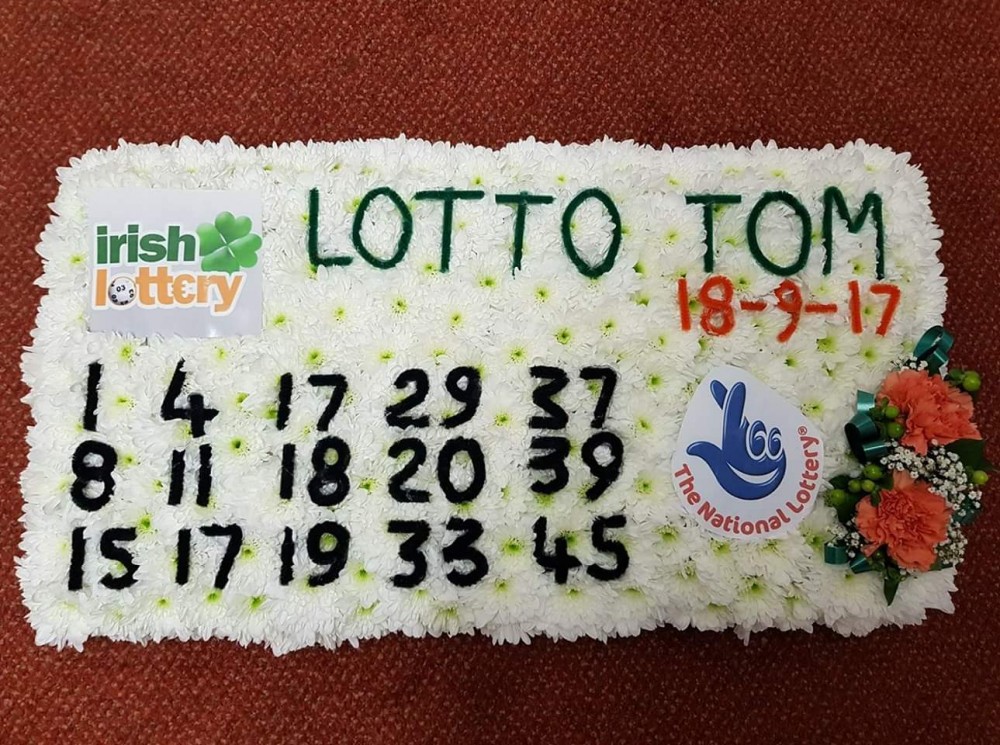 LOTTO TOM
irish
lottery
03
18-9-17
1 4 17 29 37
8 11 18 20 39
15 17 19 33 45
The National Lottery®